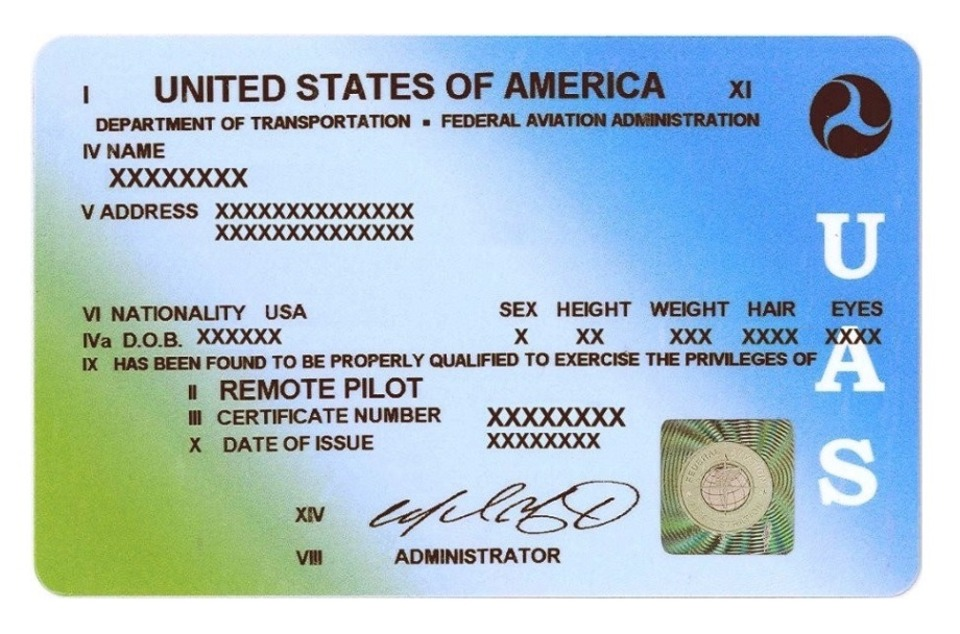 I UNITED STATES OF AMERICA XI
DEPARTMENT OF TRANSPORTATION ▪ FEDERAL AVIATION ADMINISTRATION
IV NAME
XXXXXXXX
V ADDRESS XXXXXXXXXXXXXX
XXXXXXXXXXXXXX
VI NATIONALITY USA SEX HEIGHT WEIGHT HAIR EYES
IVa D.O.B. XXXXXX X XX XXX XXXX XXXX
IX HAS BEEN FOUND TO BE PROPERLY QUALIFIED TO EXERCISE THE PRIVILEGES OF
II REMOTE PILOT
III CERTIFICATE NUMBER XXXXXXXX
X DATE OF ISSUE XXXXXXXX
XIV
VIII ADMINISTRATOR
UAS
FEDERAL